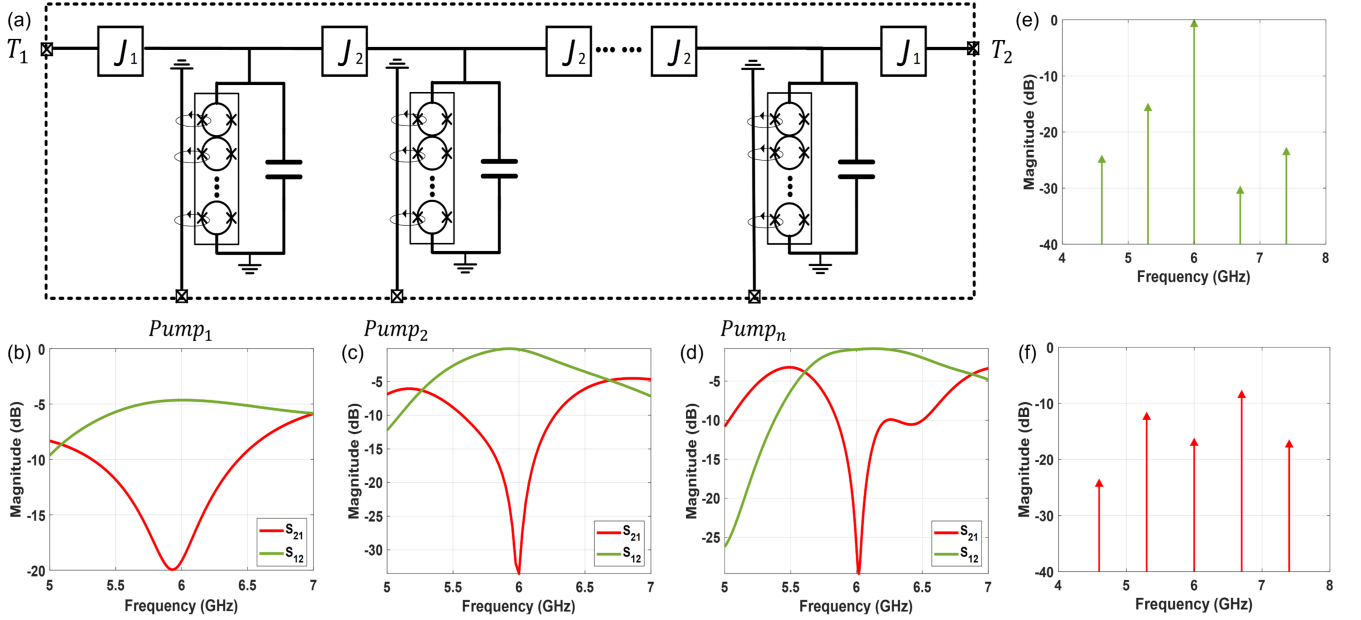 (a)
T₁ J₁ J₂ J₂ J₂ J₁ T₂
Pump₁ Pump₂ Pumpₙ
(b)
0
-5
-10
-15
-20
5 5.5 6 6.5 7
Magnitude (dB)
Frequency (GHz)
S₂₁
S₁₂
(c)
-5
-10
-15
-20
-25
-30
5 5.5 6 6.5 7
Magnitude (dB)
Frequency (GHz)
S₂₁
S₁₂
(d)
-5
-10
-15
-20
-25
5 5.5 6 6.5 7
Magnitude (dB)
Frequency (GHz)
S₂₁
S₁₂
(e)
0
-10
-20
-30
-40
4 5 6 7 8
Magnitude (dB)
Frequency (GHz)
(f)
0
-10
-20
-30
-40
4 5 6 7 8
Magnitude (dB)
Frequency (GHz)